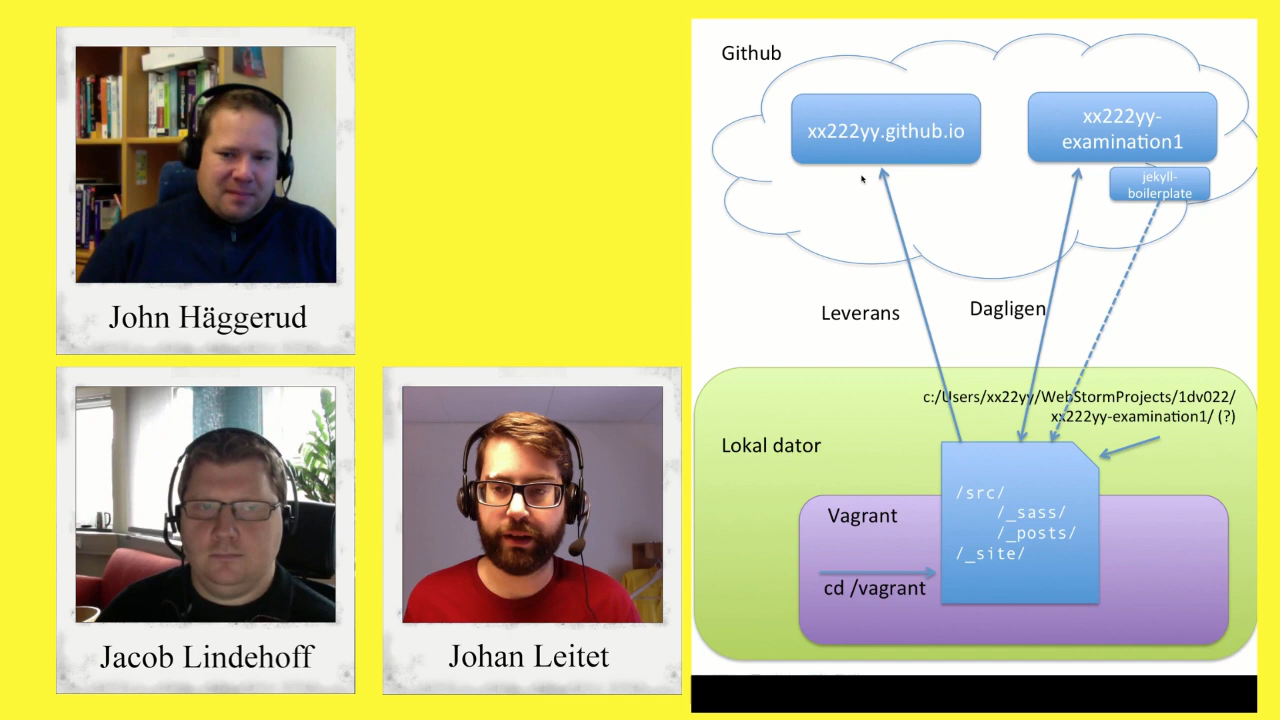 John Häggerud
Jacob Lindehoff
Johan Leitet
Github
xx222yy.github.io
xx222yy-
examination1
jekyll-
boilerplate
Leverans
Dagligen
c:/Users/xx22yy/WebStormProjects/1dv022/
xx222yy-examination1/ (?)
Lokal dator
/src/
/_sass/
/_posts/
/_site/
Vagrant
cd /vagrant